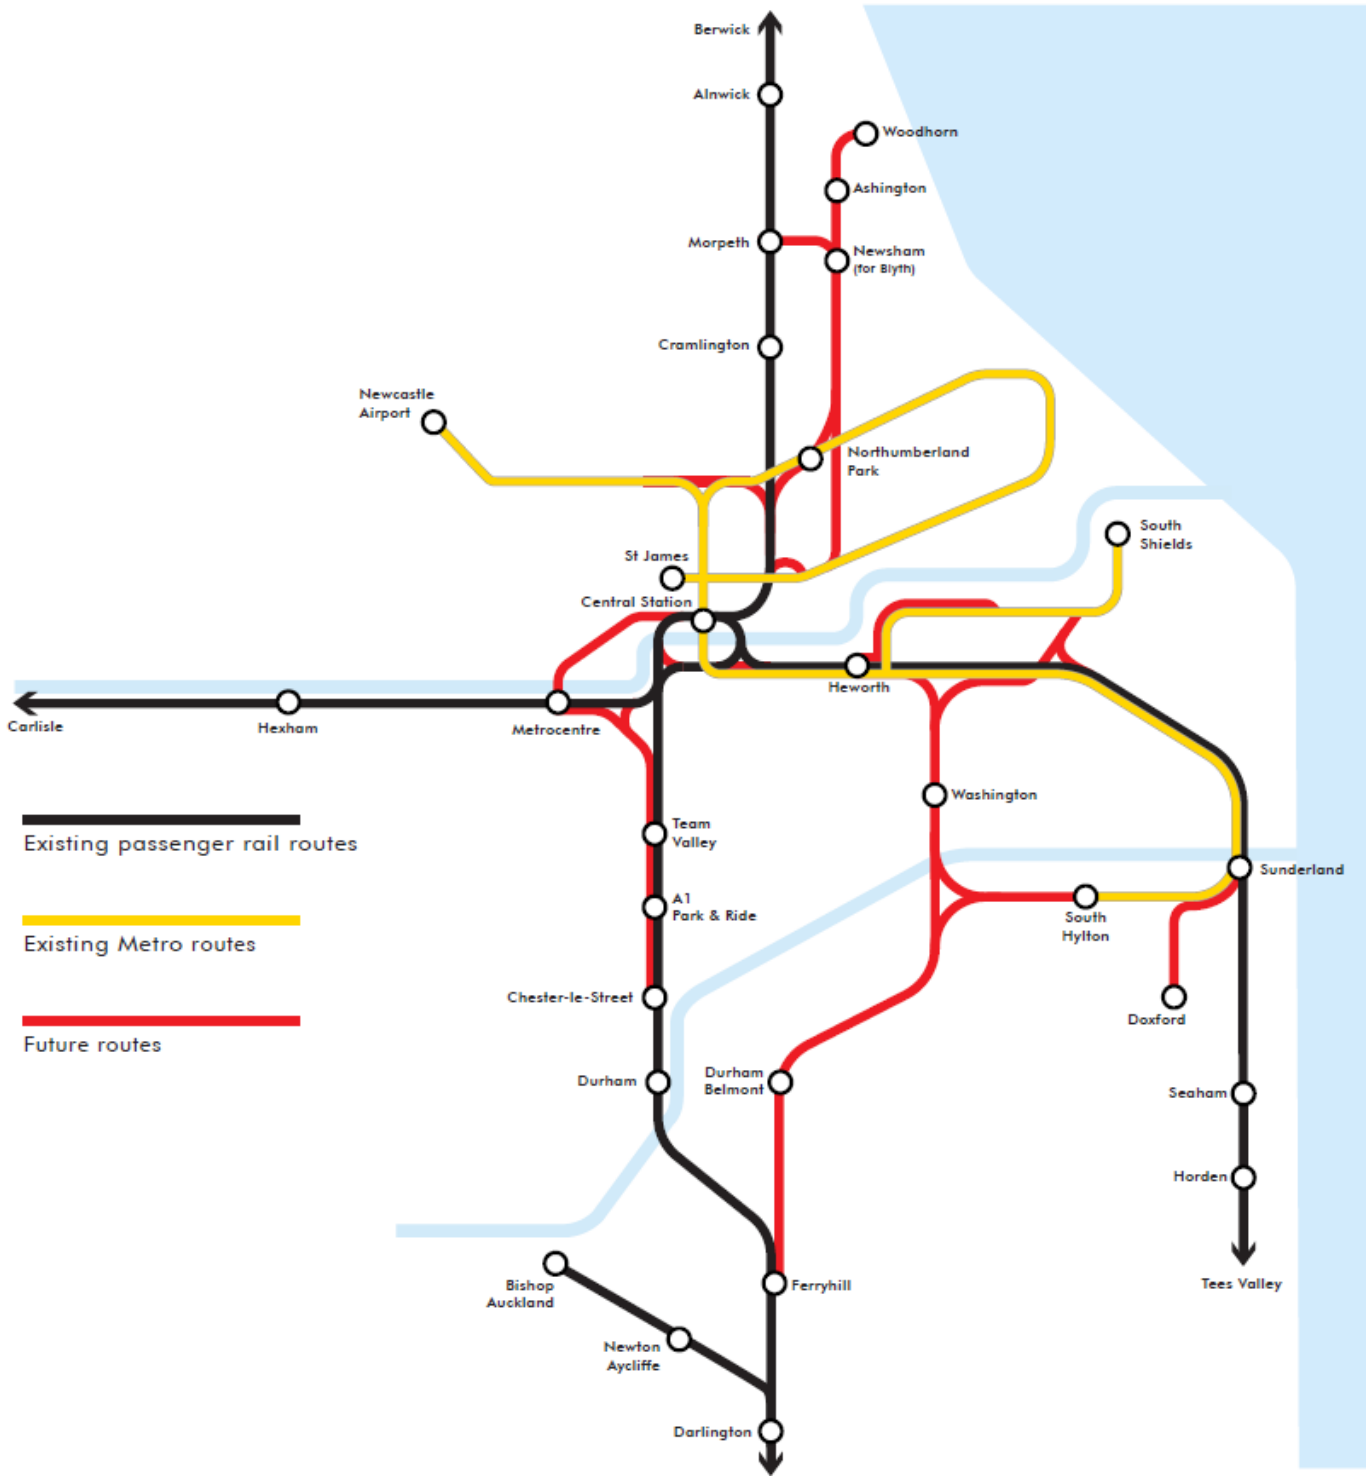 Berwick
Alnwick
Woodhorn
Ashington
Morpeth
Newsham
(for Blyth)
Cramlington
Newcastle
Airport
Northumberland
Park
South
Shields
St James
Central Station
Heworth
Carlisle
Hexham
Metrocentre
Washington
Team
Valley
Existing passenger rail routes
Sunderland
A1
Park & Ride
South
Hylton
Existing Metro routes
Chester-le-Street
Doxford
Future routes
Durham
Durham
Belmont
Seaham
Horden
Tees Valley
Bishop
Auckland
Ferryhill
Newton
Aycliffe
Darlington